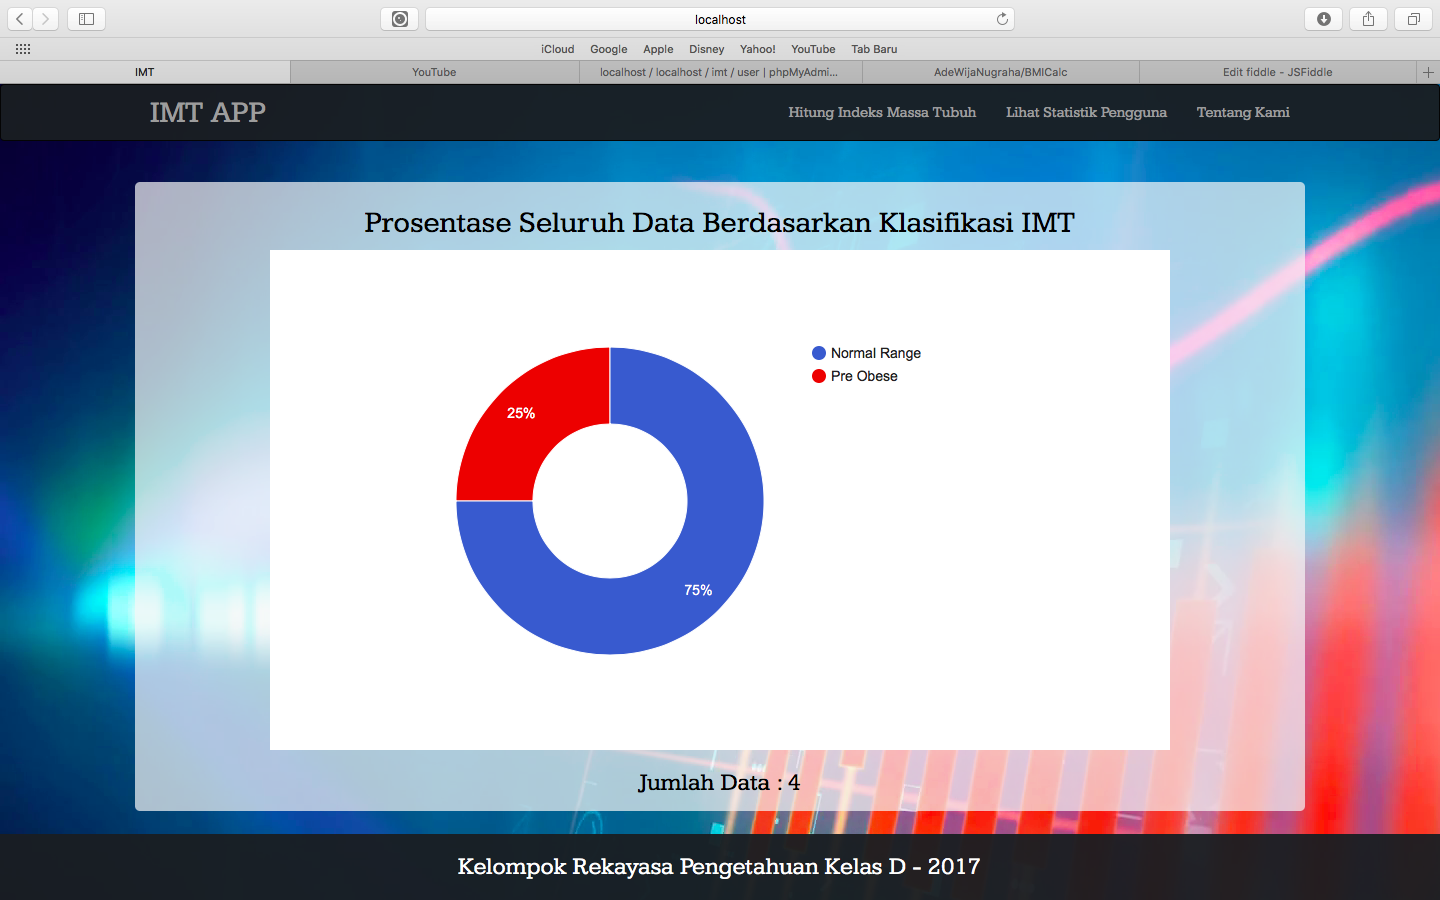 localhost
iCloud Google Apple Disney Yahoo! YouTube Tab Baru
IMT YouTube localhost / localhost / imt / user | phpMyAdmi... AdeWijaNugraha/BMICalc Edit fiddle - JSFiddle
IMT APP Hitung Indeks Massa Tubuh Lihat Statistik Pengguna Tentang Kami
Prosentase Seluruh Data Berdasarkan Klasifikasi IMT
Normal Range
Pre Obese
25%
75%
Jumlah Data : 4
Kelompok Rekayasa Pengetahuan Kelas D - 2017